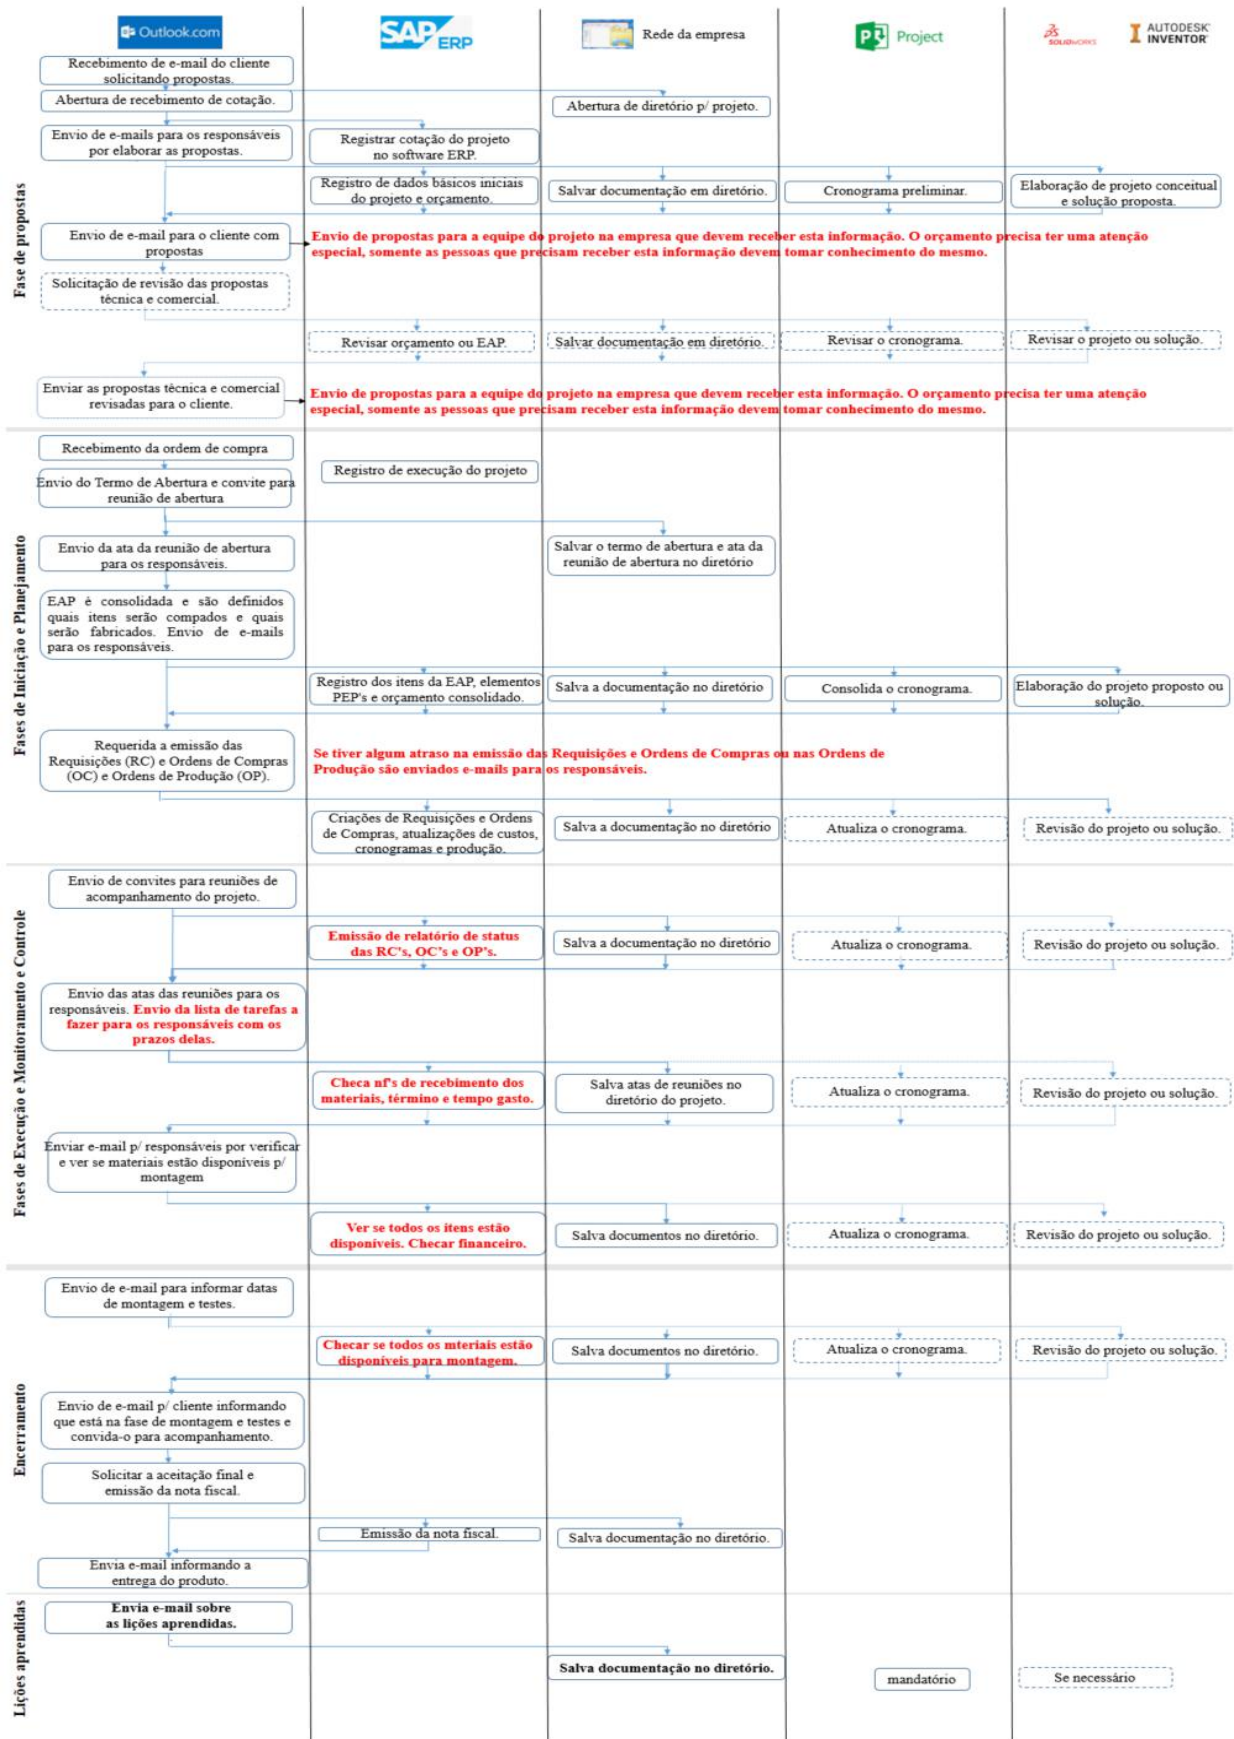 Outlook.com
SAP ERP
Rede da empresa
Project
SOLIDWORKS
AUTODESK
INVENTOR
Fase de propostas
Recebimento de e-mail do cliente
solicitando propostas.
Abertura de recebimento de cotação.
Abertura de diretório p/ projeto.
Envio de e-mails para os responsáveis
por elaborar as propostas.
Registrar cotação do projeto
no software ERP.
Registro de dados básicos iniciais
do projeto e orçamento.
Salvar documentação em diretório.
Cronograma preliminar.
Elaboração de projeto conceitual
e solução proposta.
Envio de e-mail para o cliente com
propostas
Envio de propostas para a equipe do projeto na empresa que devem receber esta informação. O orçamento precisa ter uma atenção
especial, somente as pessoas que precisam receber esta informação devem tomar conhecimento do mesmo.
Solicitação de revisão das propostas
técnica e comercial.
Revisar orçamento ou EAP.
Salvar documentação em diretório.
Revisar o cronograma.
Revisar o projeto ou solução.
Enviar as propostas técnica e comercial
revisadas para o cliente.
Envio de propostas para a equipe do projeto na empresa que devem receber esta informação. O orçamento precisa ter uma atenção
especial, somente as pessoas que precisam receber esta informação devem tomar conhecimento do mesmo.
Fases de Iniciação e Planejamento
Recebimento da ordem de compra
Registro de execução do projeto
Envio do Termo de Abertura e convite para
reunião de abertura
Envio da ata da reunião de abertura
para os responsáveis.
Salvar o termo de abertura e ata da
reunião de abertura no diretório
EAP é consolidada e são definidos
quais itens serão compados e quais
serão fabricados. Envio de e-mails
para os responsáveis.
Registro dos itens da EAP, elementos
PEP's e orçamento consolidado.
Salva a documentação no diretório
Consolida o cronograma.
Elaboração do projeto proposto ou
solução.
Requerida a emissão das
Requisições (RC) e Ordens de Compras
(OC) e Ordens de Produção (OP).
Se tiver algum atraso na emissão das Requisições e Ordens de Compras ou nas Ordens de
Produção são enviados e-mails para os responsáveis.
Criações de Requisições e Ordens
de Compras, atualizações de custos,
cronogramas e produção.
Salva a documentação no diretório
Atualiza o cronograma.
Revisão do projeto ou solução.
Fases de Execução e Monitoramento e Controle
Envio de convites para reuniões de
acompanhamento do projeto.
Emissão de relatório de status
das RC's, OC's e OP's.
Salva a documentação no diretório
Atualiza o cronograma.
Revisão do projeto ou solução.
Envio das atas das reuniões para os
responsáveis. Envio da lista de tarefas a
fazer para os responsáveis com os
prazos delas.
Checa nf's de recebimento dos
materiais, término e tempo gasto.
Salva atas de reuniões no
diretório do projeto.
Atualiza o cronograma.
Revisão do projeto ou solução.
Enviar e-mail p/ responsáveis por verificar
e ver se materiais estão disponíveis p/
montagem
Ver se todos os itens estão
disponíveis. Checar financeiro.
Salva documentos no diretório.
Atualiza o cronograma.
Revisão do projeto ou solução.
Encerramento
Envio de e-mail para informar datas
de montagem e testes.
Checar se todos os mteriais estão
disponíveis para montagem.
Salva documentos no diretório.
Atualiza o cronograma.
Revisão do projeto ou solução.
Envio de e-mail p/ cliente informando
que está na fase de montagem e testes e
convida-o para acompanhamento.
Solicitar a aceitação final e
emissão da nota fiscal.
Emissão da nota fiscal.
Salva documentação no diretório.
Envia e-mail informando a
entrega do produto.
Lições aprendidas
Envia e-mail sobre
as lições aprendidas.
Salva documentação no diretório.
mandatório
Se necessário